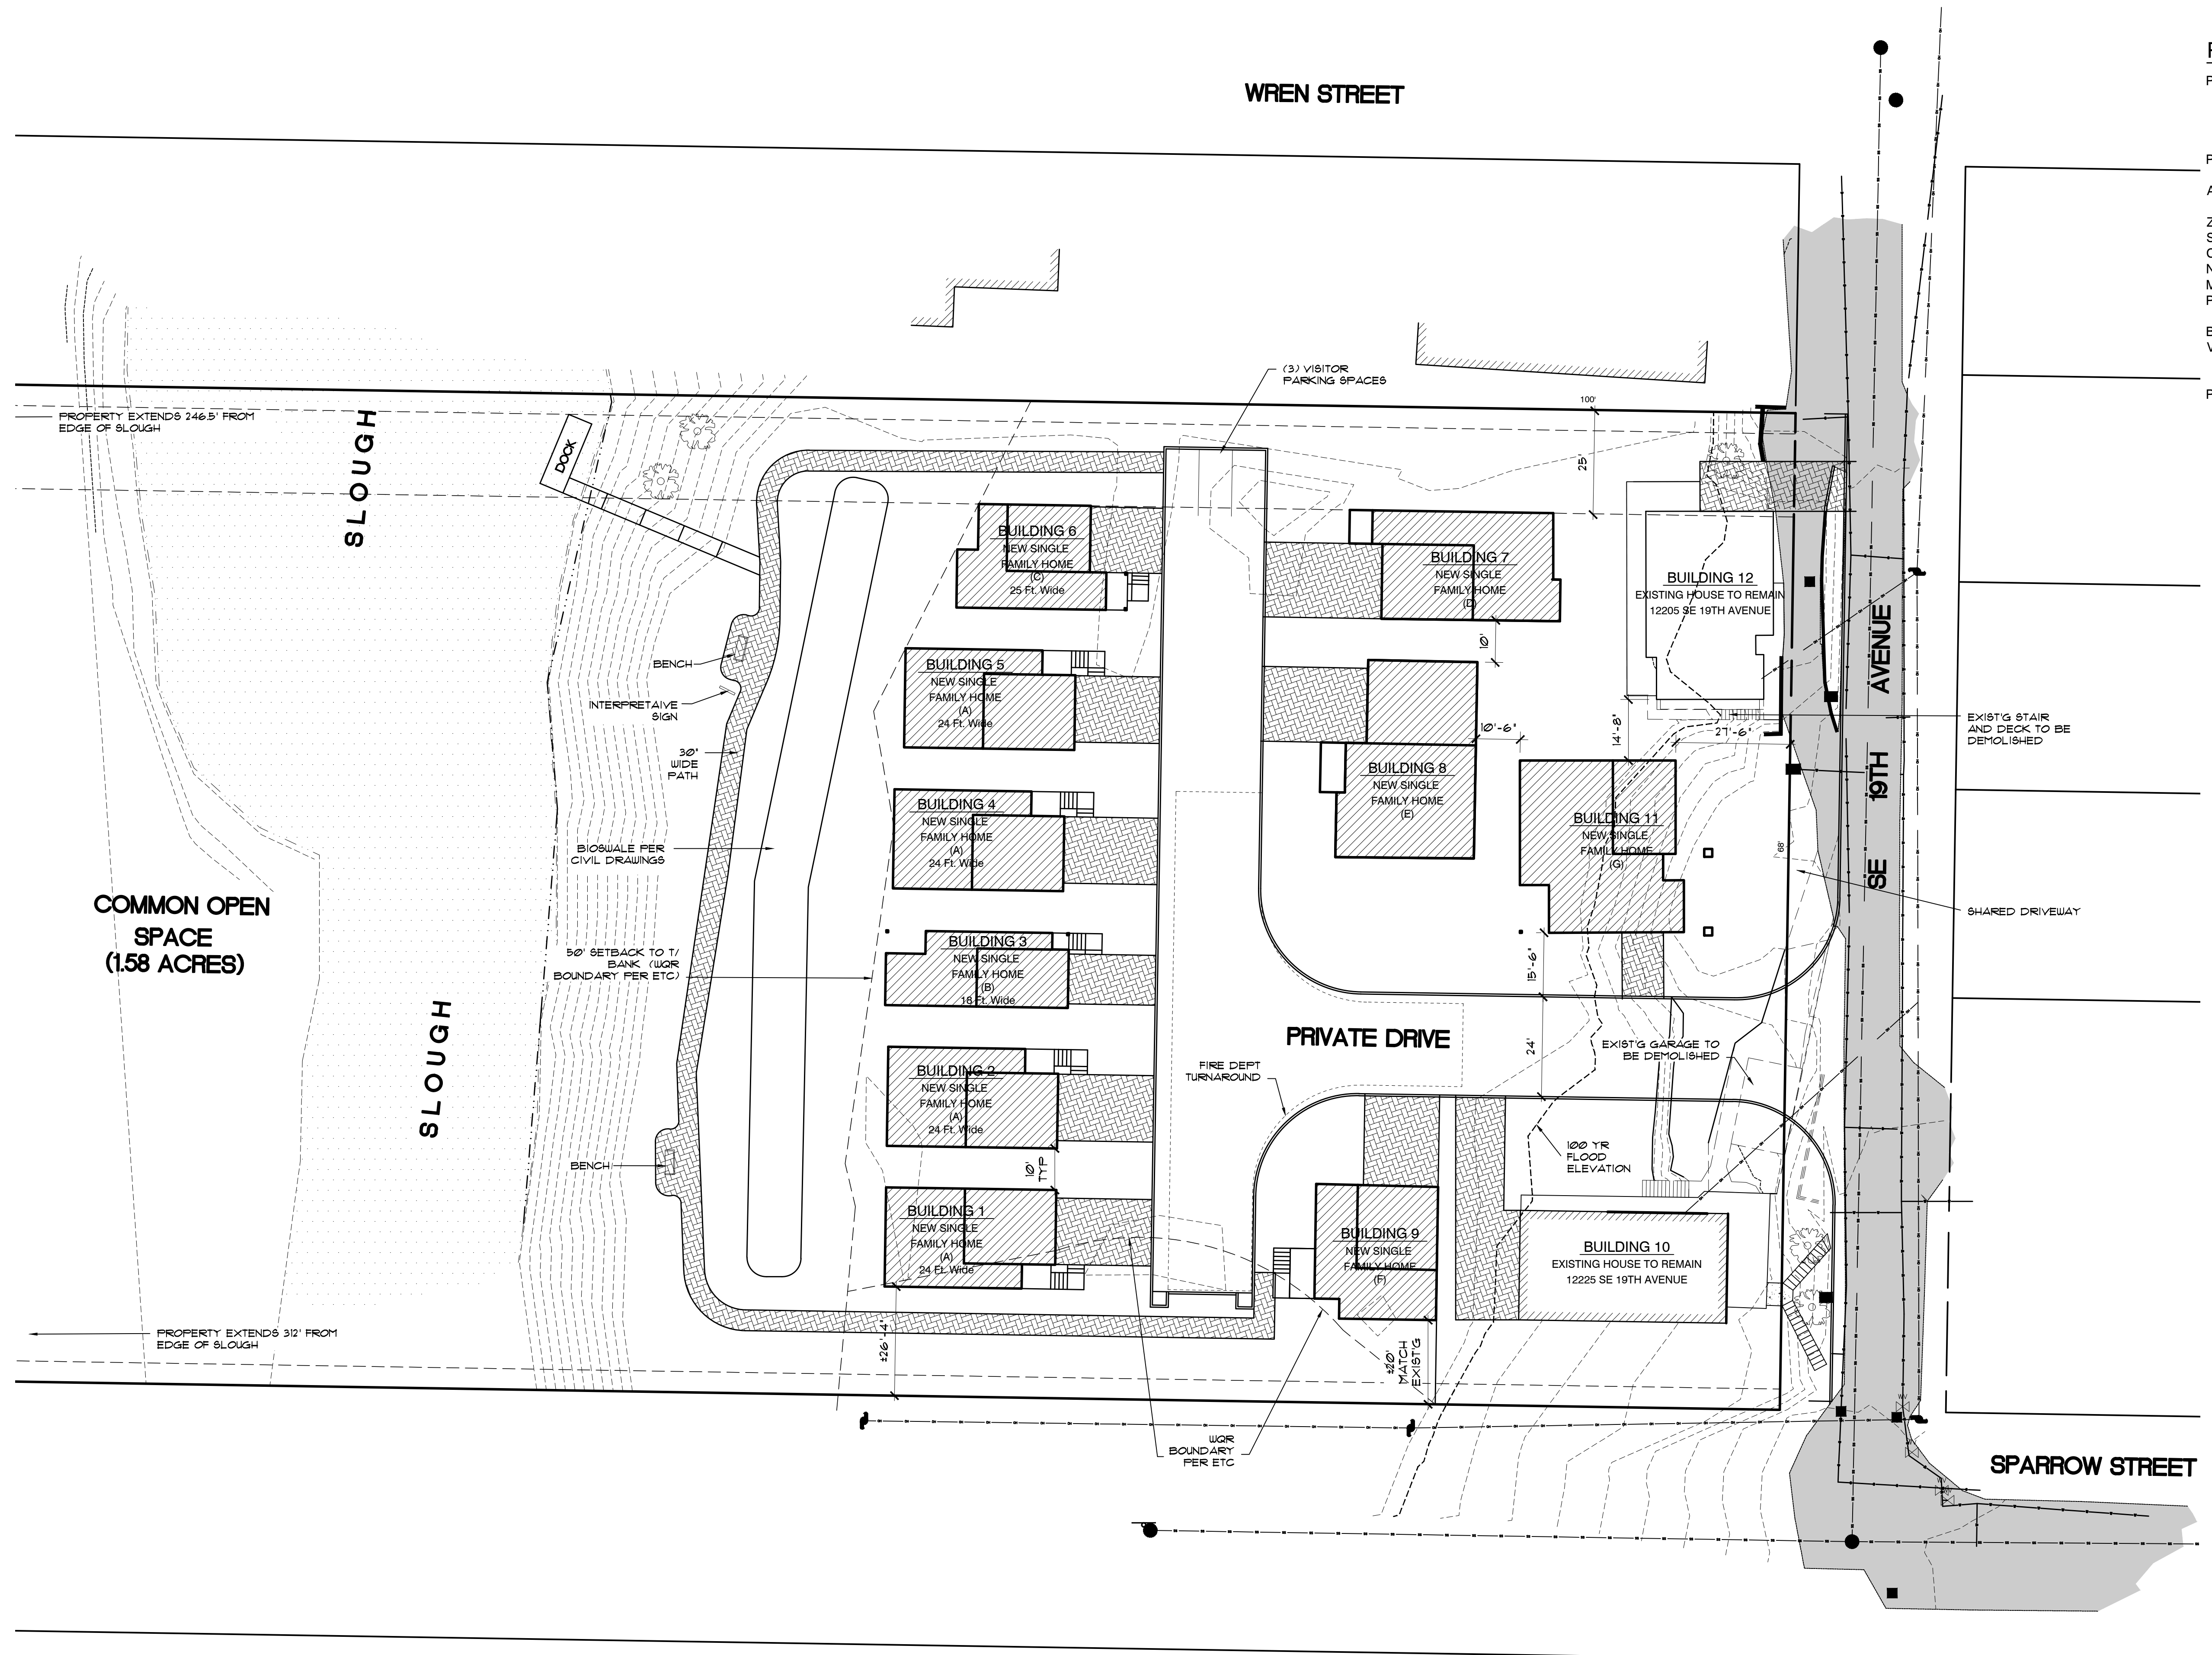 WREN STREET
(3) VISITOR
PARKING SPACES
PROPERTY EXTENDS 246.5' FROM
EDGE OF SLOUGH
SLOUGH
DOCK
100'
25'
BUILDING 6
NEW SINGLE
FAMILY HOME
(C)
25 Ft. Wide
BUILDING 7
NEW SINGLE
FAMILY HOME
(D)
BUILDING 12
EXISTING HOUSE TO REMAIN
12205 SE 19TH AVENUE
10'
BENCH
BUILDING 5
NEW SINGLE
FAMILY HOME
(A)
24 Ft. Wide
INTERPRETAIVE
SIGN
30"
WIDE
PATH
10'-6"
14'-8"
27'-6"
EXIST'G STAIR
AND DECK TO BE
DEMOLISHED
SE 19TH AVENUE
BUILDING 8
NEW SINGLE
FAMILY HOME
(E)
BUILDING 4
NEW SINGLE
FAMILY HOME
(A)
24 Ft. Wide
BUILDING 11
NEW SINGLE
FAMILY HOME
(G)
68'
BIOSWALE PER
CIVIL DRAWINGS
COMMON OPEN
SPACE
(1.58 ACRES)
SHARED DRIVEWAY
50' SETBACK TO T/
BANK (WQR
BOUNDARY PER ETC)
BUILDING 3
NEW SINGLE
FAMILY HOME
(B)
18 Ft. Wide
15'-6"
SLOUGH
PRIVATE DRIVE
24'
EXIST'G GARAGE TO
BE DEMOLISHED
FIRE DEPT
TURNAROUND
BUILDING 2
NEW SINGLE
FAMILY HOME
(A)
24 Ft. Wide
BENCH
10'
TYP
100 YR
FLOOD
ELEVATION
BUILDING 1
NEW SINGLE
FAMILY HOME
(A)
24 Ft. Wide
BUILDING 9
NEW SINGLE
FAMILY HOME
(F)
BUILDING 10
EXISTING HOUSE TO REMAIN
12225 SE 19TH AVENUE
PROPERTY EXTENDS 312' FROM
EDGE OF SLOUGH
±26'-4"
±20'
MATCH
EXIST'G
WQR
BOUNDARY
PER ETC
SPARROW STREET